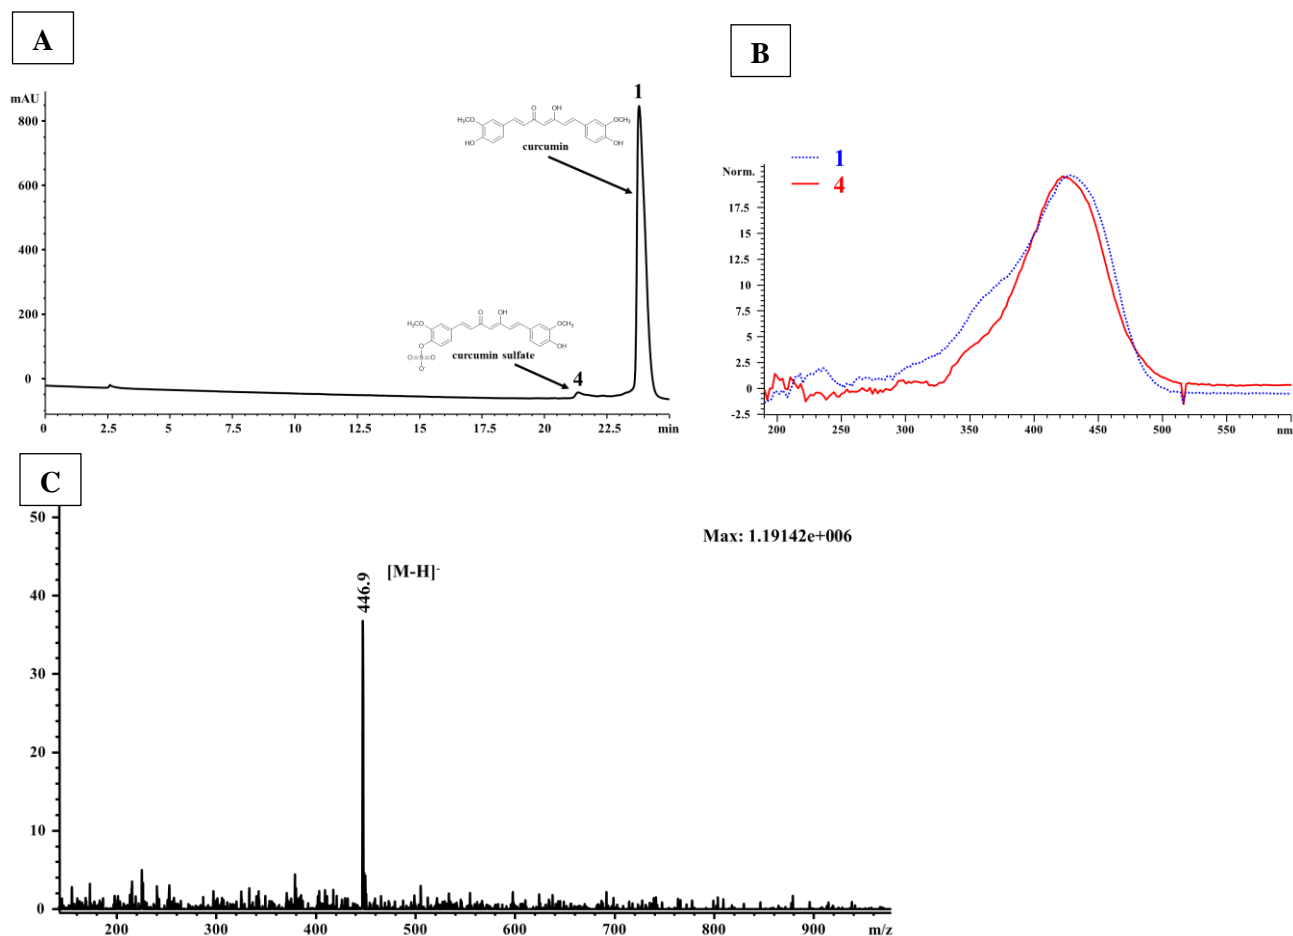 A
mAU
800
600
400
200
0
0
2.5
5
7.5
10
12.5
15
17.5
20
22.5
min
1
O OH
H₃CO OCH₃
HO OH
curcumin
O OH
H₃CO OCH₃
O OH
O=S=O
O⁻
curcumin sulfate
4
B
1
4
Norm.
17.5
15
12.5
10
7.5
5
2.5
0
-2.5
200
250
300
350
400
450
500
550
nm
C
Max: 1.19142e+006
446.9
[M-H]⁻
50
40
30
20
10
0
200
300
400
500
600
700
800
900
m/z